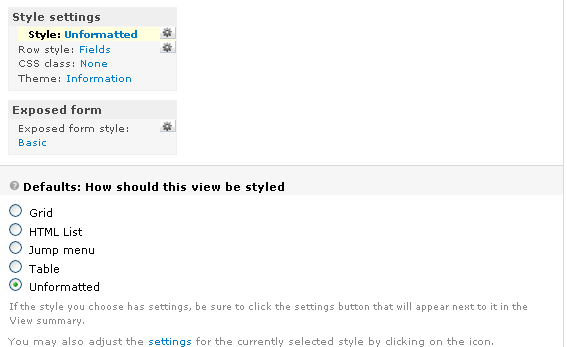 Style settings
Style: Unformatted
Row style: Fields
CSS class: None
Theme: Information
Exposed form
Exposed form style:
Basic
Defaults: How should this view be styled
Grid
HTML List
Jump menu
Table
Unformatted
If the style you choose has settings, be sure to click the settings button that will appear next to it in the
View summary.
You may also adjust the settings for the currently selected style by clicking on the icon.